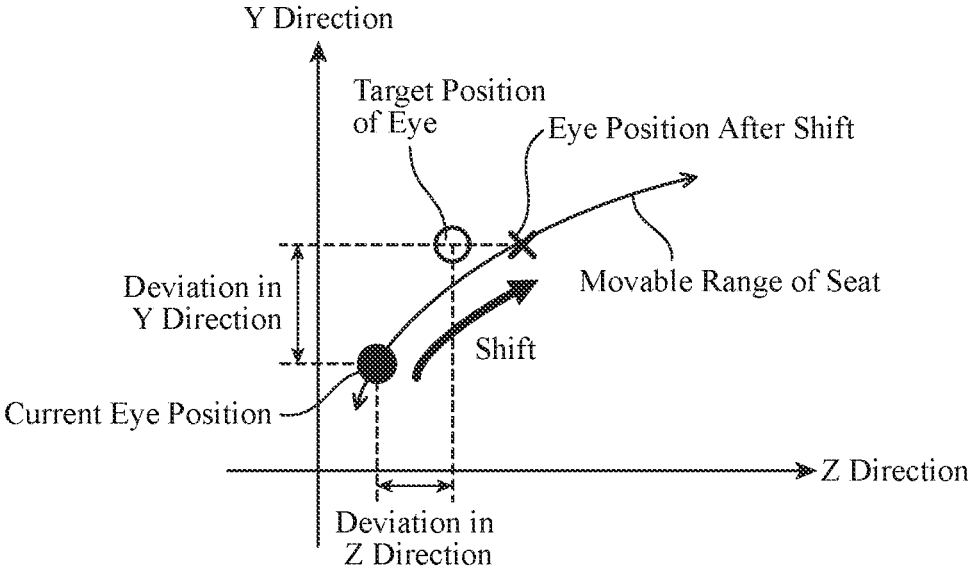 Y Direction
Target Position
of Eye
Eye Position After Shift
Movable Range of Seat
Deviation in
Y Direction
Shift
Current Eye Position
Z Direction
Deviation in
Z Direction